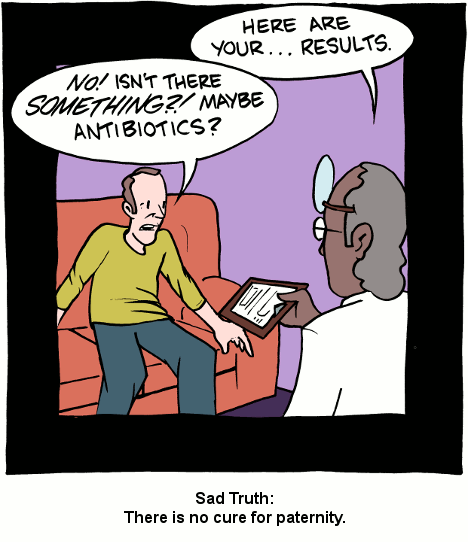 HERE ARE
YOUR... RESULTS.
NO! ISN'T THERE
SOMETHING?! MAYBE
ANTIBIOTICS?
Sad Truth:
There is no cure for paternity.